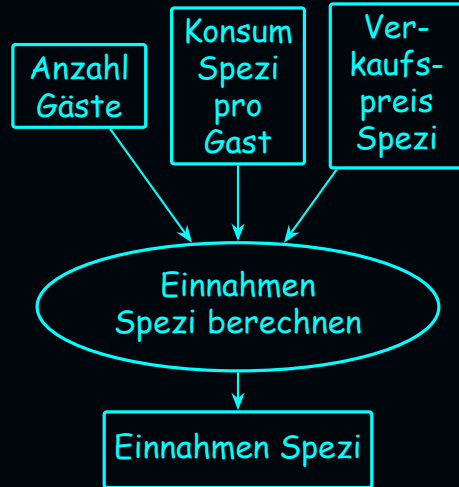 Anzahl
Gäste
Konsum
Spezi
pro
Gast
Ver-
kaufs-
preis
Spezi
Einnahmen
Spezi berechnen
Einnahmen Spezi